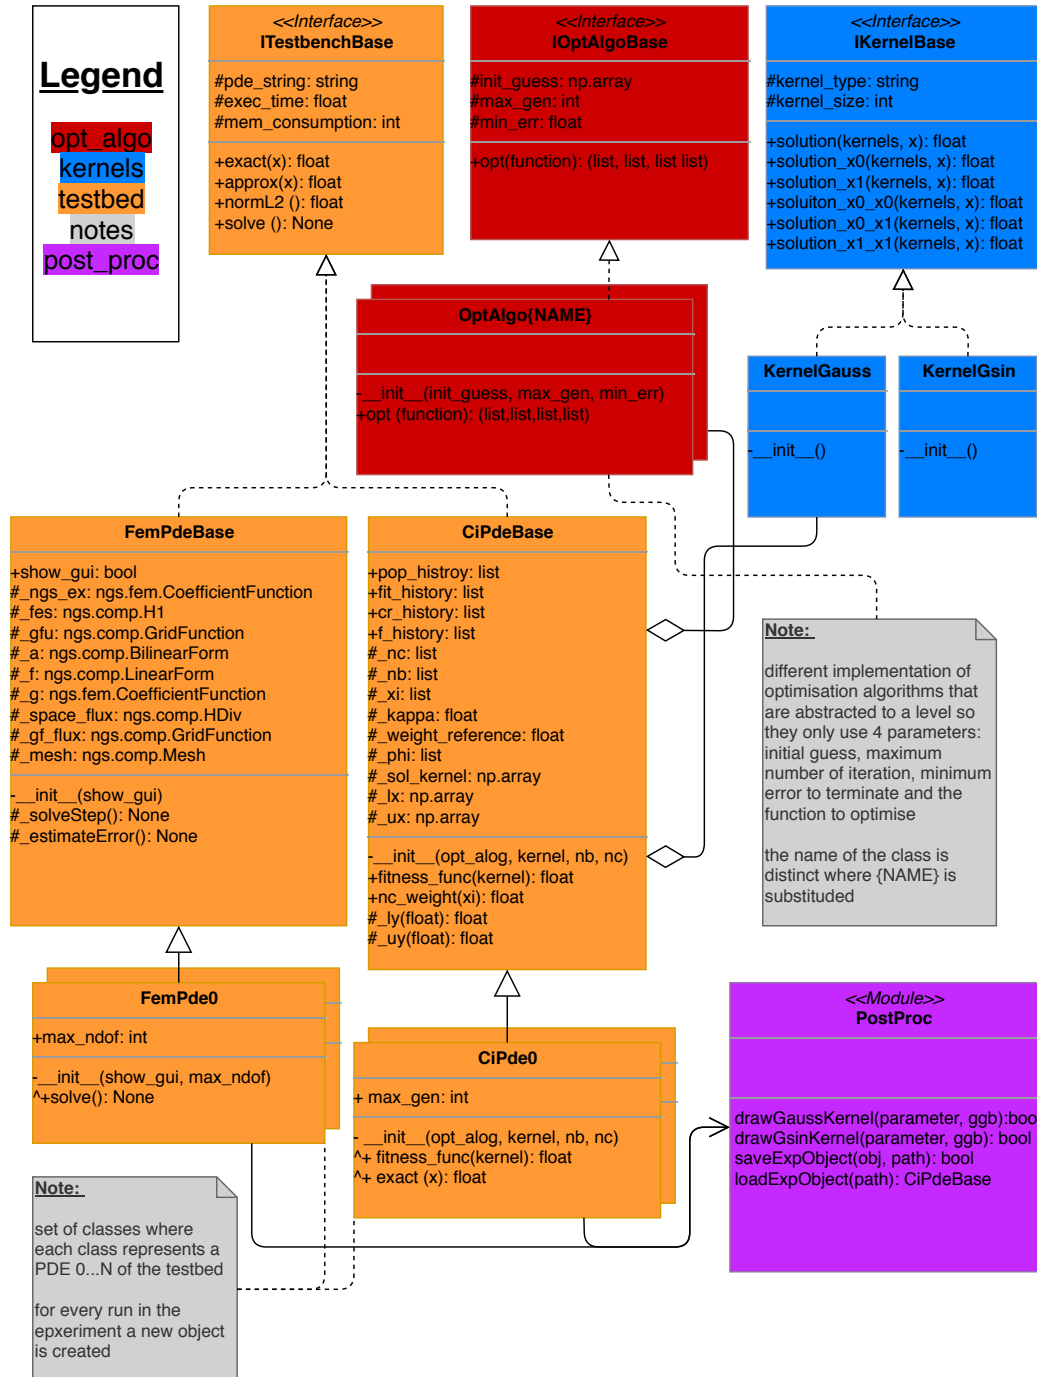 Legend
opt_algo
kernels
testbed
notes
post_proc
<<Interface>>
ITestbenchBase
#pde_string: string
#exec_time: float
#mem_consumption: int
+exact(x): float
+approx(x): float
+normL2 (): float
+solve (): None
<<Interface>>
IOptAlgoBase
#init_guess: np.array
#max_gen: int
#min_err: float
+opt(function): (list, list, list list)
<<Interface>>
IKernelBase
#kernel_type: string
#kernel_size: int
+solution(kernels, x): float
+solution_x0(kernels, x): float
+solution_x1(kernels, x): float
+soluiton_x0_x0(kernels, x): float
+solution_x0_x1(kernels, x): float
+solution_x1_x1(kernels, x): float
OptAlgo{NAME}
-__init__(init_guess, max_gen, min_err)
+opt (function): (list,list,list,list)
KernelGauss
-__init__()
KernelGsin
-__init__()
FemPdeBase
+show_gui: bool
#_ngs_ex: ngs.fem.CoefficientFunction
#_fes: ngs.comp.H1
#_gfu: ngs.comp.GridFunction
#_a: ngs.comp.BilinearForm
#_f: ngs.comp.LinearForm
#_g: ngs.fem.CoefficientFunction
#_space_flux: ngs.comp.HDiv
#_gf_flux: ngs.comp.GridFunction
#_mesh: ngs.comp.Mesh
-__init__(show_gui)
#_solveStep(): None
#_estimateError(): None
CiPdeBase
+pop_histroy: list
+fit_history: list
+cr_history: list
+f_history: list
#_nc: list
#_nb: list
#_xi: list
#_kappa: float
#_weight_reference: float
#_phi: list
#_sol_kernel: np.array
#_lx: np.array
#_ux: np.array
-__init__(opt_alog, kernel, nb, nc)
+fitness_func(kernel): float
+nc_weight(xi): float
#_ly(float): float
#_uy(float): float
Note:
different implementation of
optimisation algorithms that
are abstracted to a level so
they only use 4 parameters:
initial guess, maximum
number of iteration, minimum
error to terminate and the
function to optimise
the name of the class is
distinct where {NAME} is
substituded
FemPde0
+max_ndof: int
-__init__(show_gui, max_ndof)
^+solve(): None
CiPde0
+ max_gen: int
- __init__(opt_alog, kernel, nb, nc)
^+ fitness_func(kernel): float
^+ exact (x): float
<<Module>>
PostProc
drawGaussKernel(parameter, ggb):bool
drawGsinKernel(parameter, ggb): bool
saveExpObject(obj, path): bool
loadExpObject(path): CiPdeBase
Note:
set of classes where
each class represents a
PDE 0...N of the testbed
for every run in the
epxeriment a new object
is created